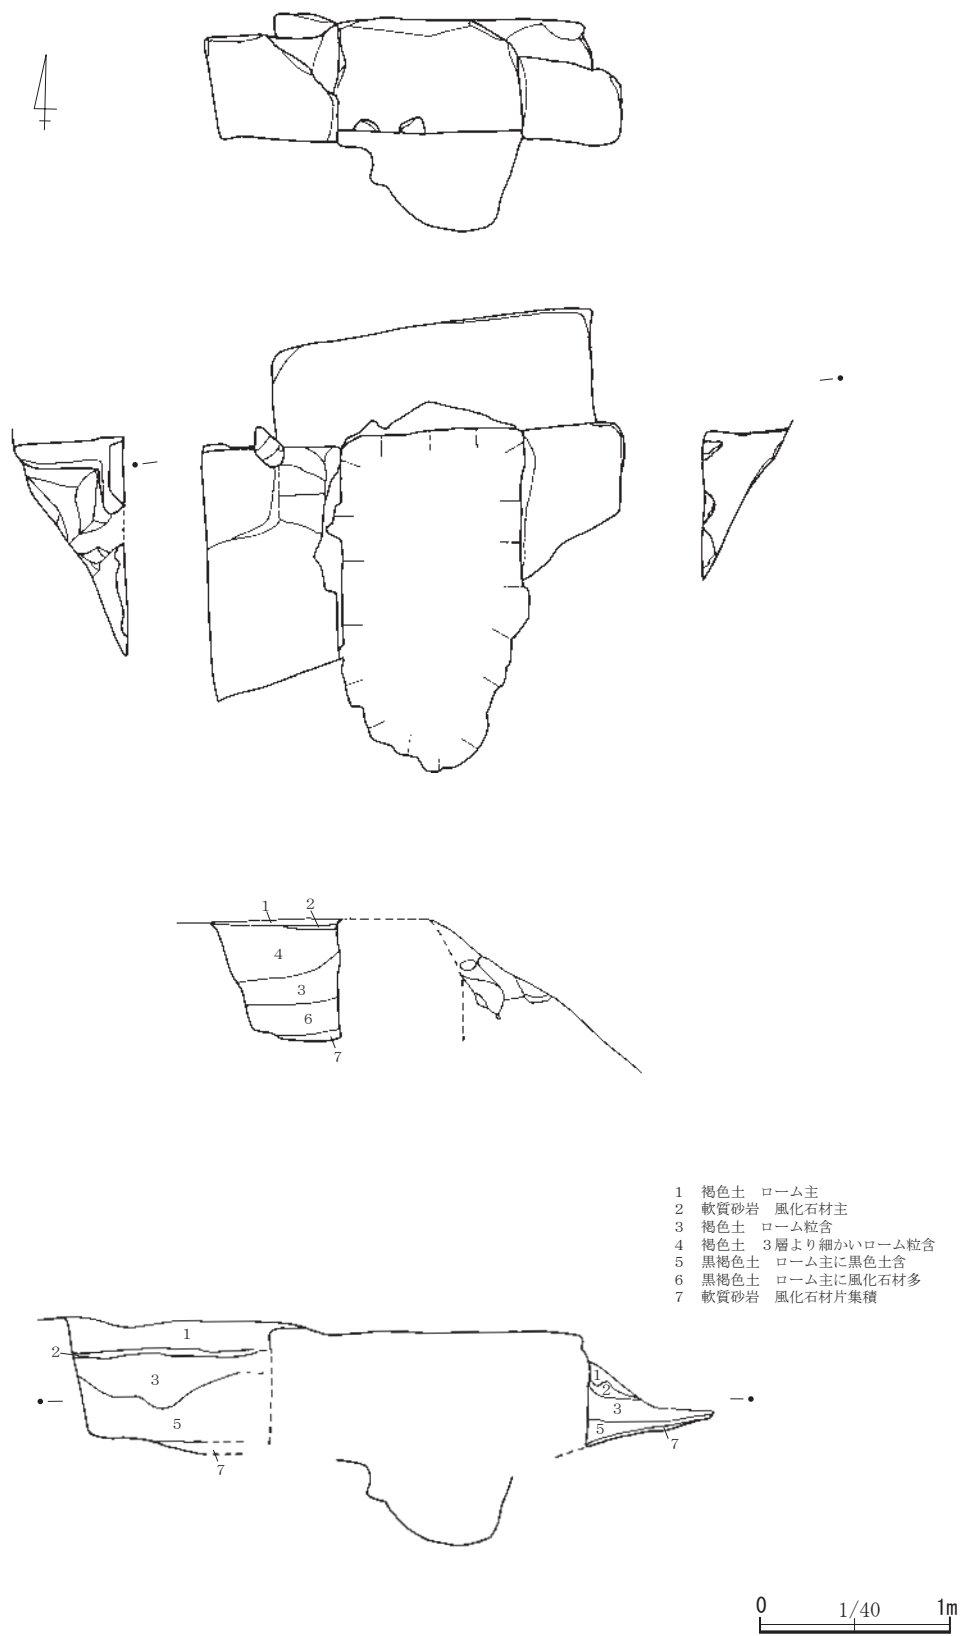 1 2
4
3
6
7
1 褐色土 ローム主
2 軟質砂岩 風化石材主
3 褐色土 ローム粒含
4 褐色土 3層より細かいローム粒含
5 黒褐色土 ローム主に黒色土含
6 黒褐色土 ローム主に風化石材多
7 軟質砂岩 風化石材片集積
1
2
3
5
7
1
2
3
5
7
0 1/40 1m